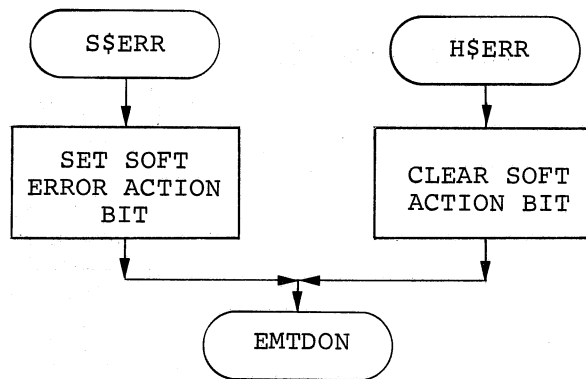 S$ERR
H$ERR
SET SOFT
ERROR ACTION
BIT
CLEAR SOFT
ACTION BIT
EMTDON